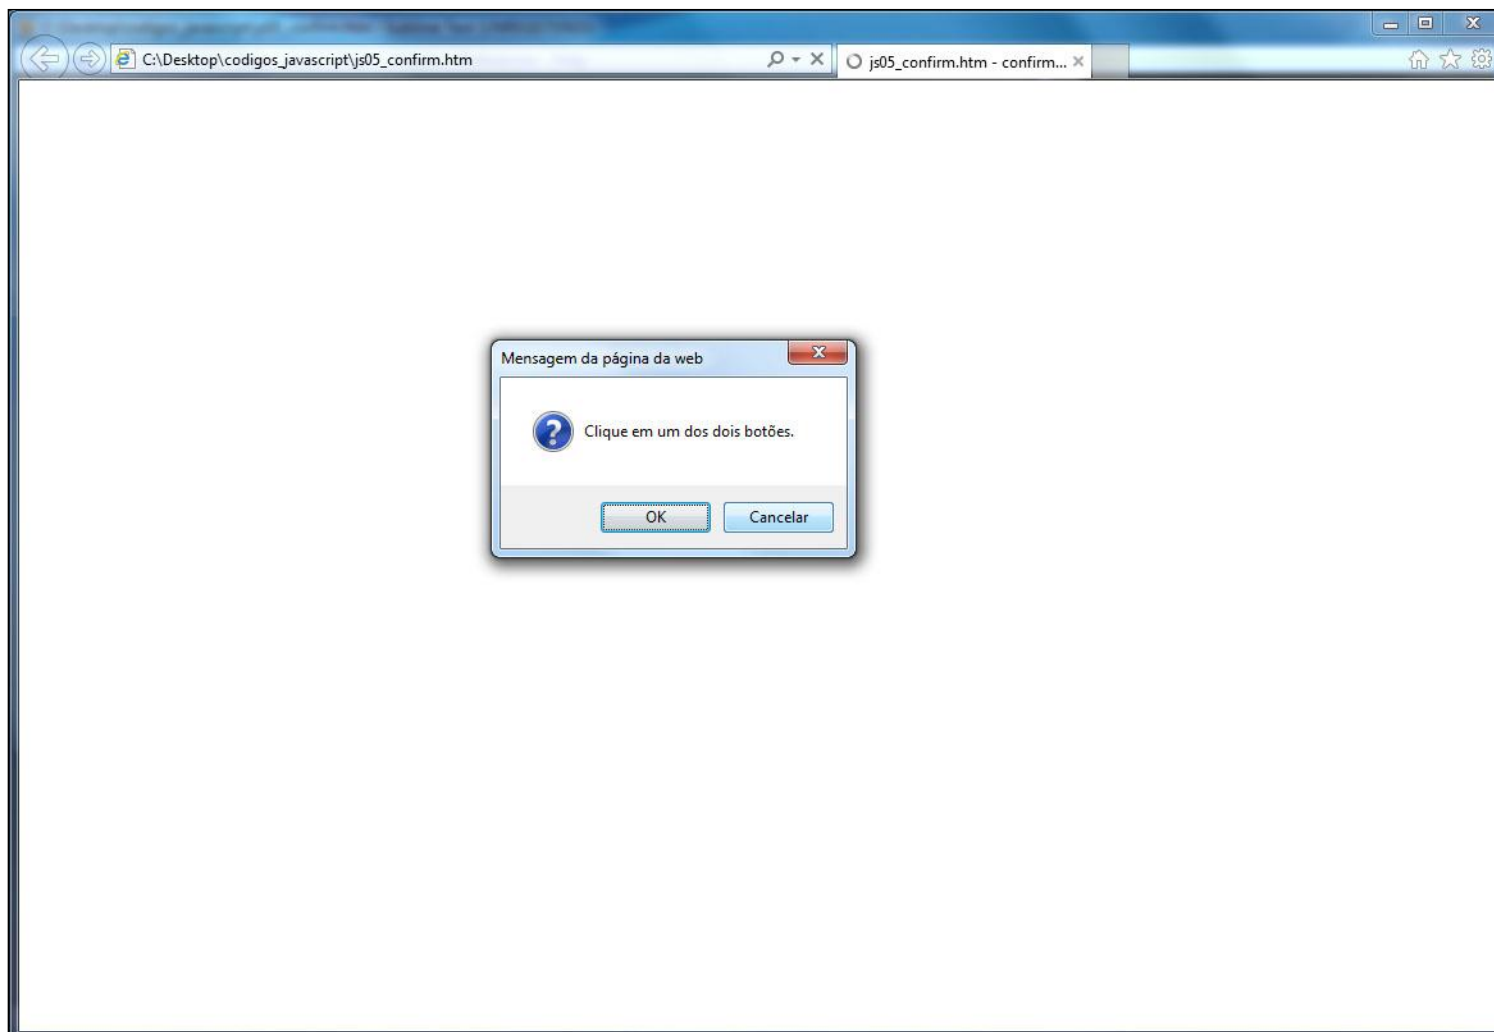 C:\Desktop\codigos_javascript\js05_confirm.htm
js05_confirm.htm - confirm...
Mensagem da página da web
Clique em um dos dois botões.
OK
Cancelar